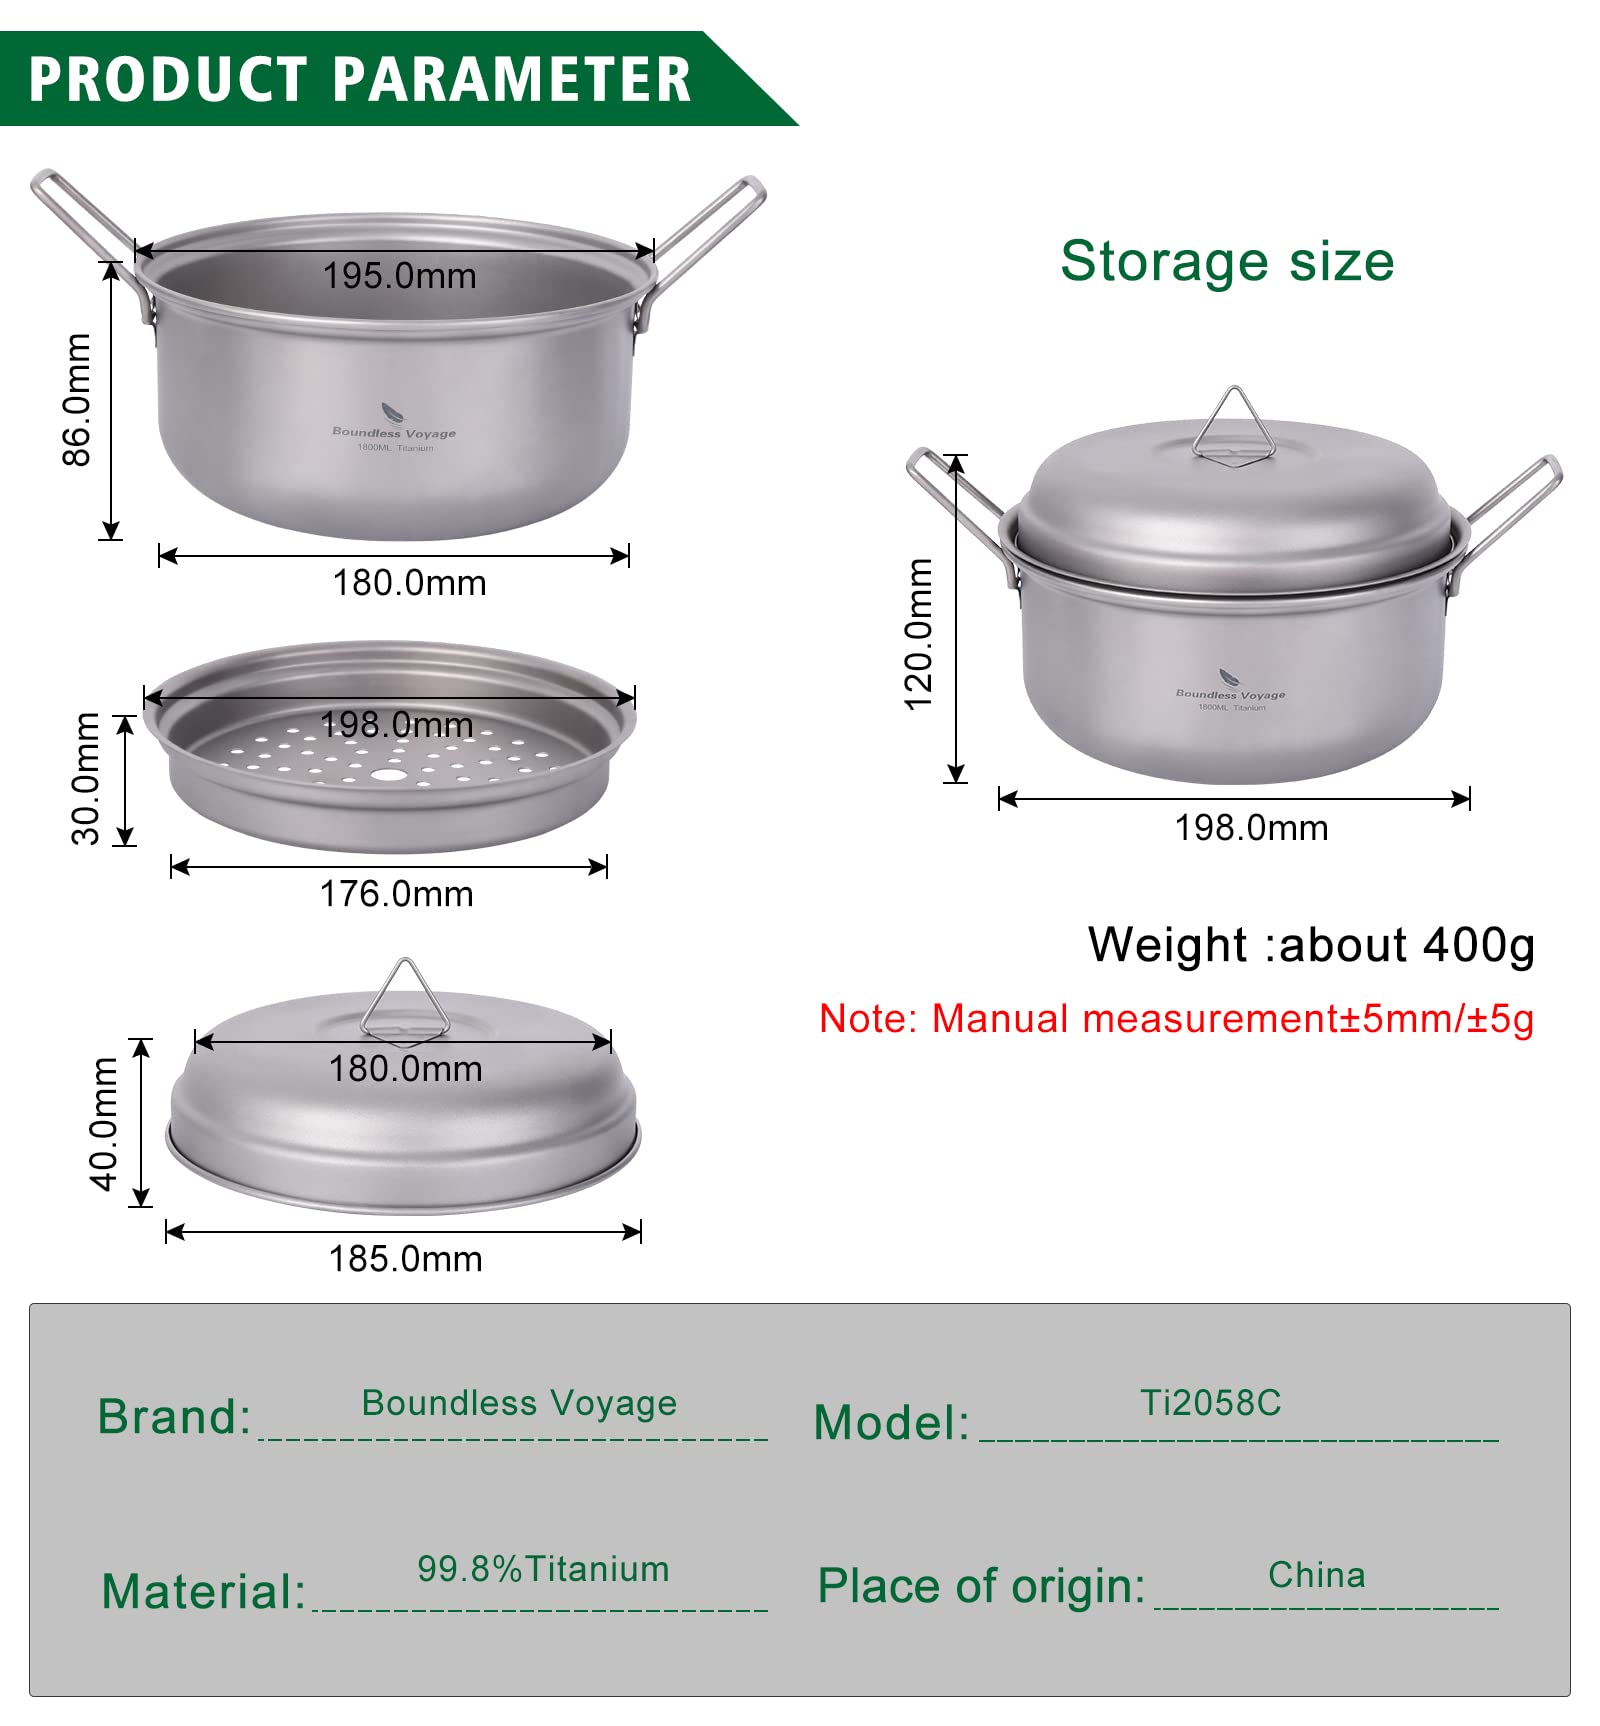 PRODUCT PARAMETER
195.0mm
86.0mm
Boundless Voyage
1800ML Titanium
180.0mm
Storage size
Boundless Voyage
1800ML Titanium
120.0mm
198.0mm
198.0mm
30.0mm
176.0mm
Weight :about 400g
Note: Manual measurement±5mm/±5g
180.0mm
40.0mm
185.0mm
Brand: Boundless Voyage
Model: Ti2058C
Material: 99.8%Titanium
Place of origin: China